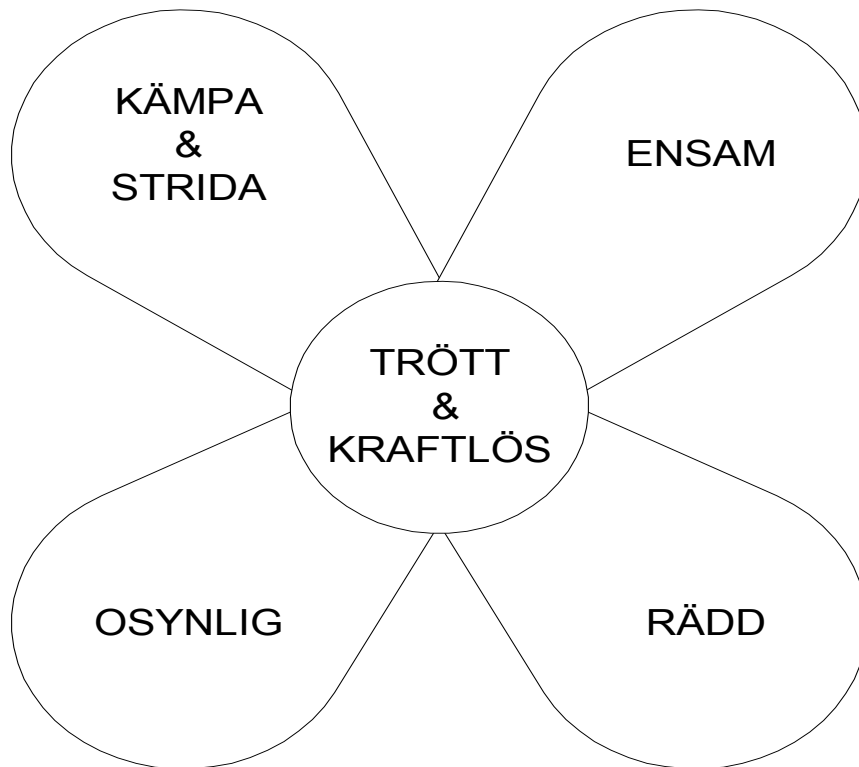 KÄMPA
&
STRIDA
ENSAM
TRÖTT
&
KRAFTLÖS
OSYNLIG
RÄDD